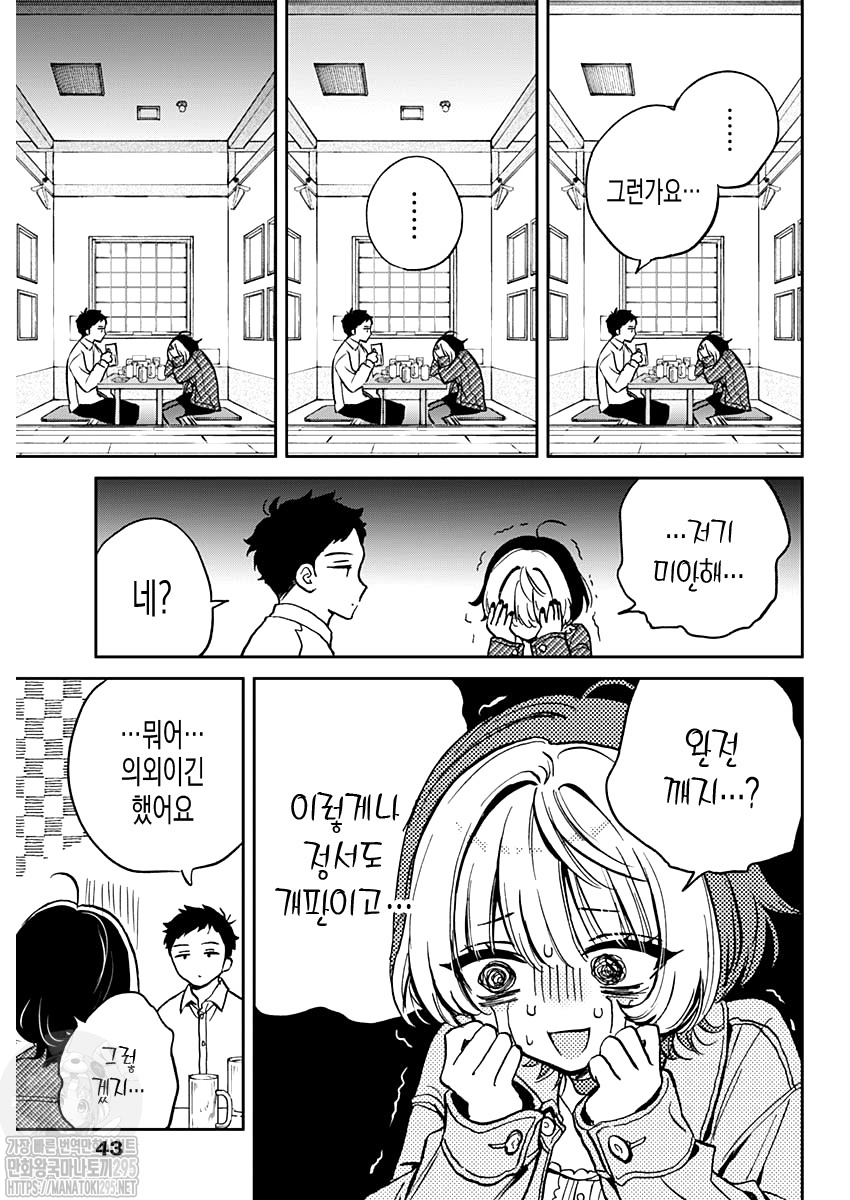 ……
그런가요…
……
…저기
미안해…
네?
완전
깨지…?
이렇게나
정서도
개판이고…
…뭐어…
의외이긴
했어요
그렇
겠지…
43
가장 빠른 번역만화 사이트
만화왕국마나토끼295
HTTPS://MANATOKI295.NET